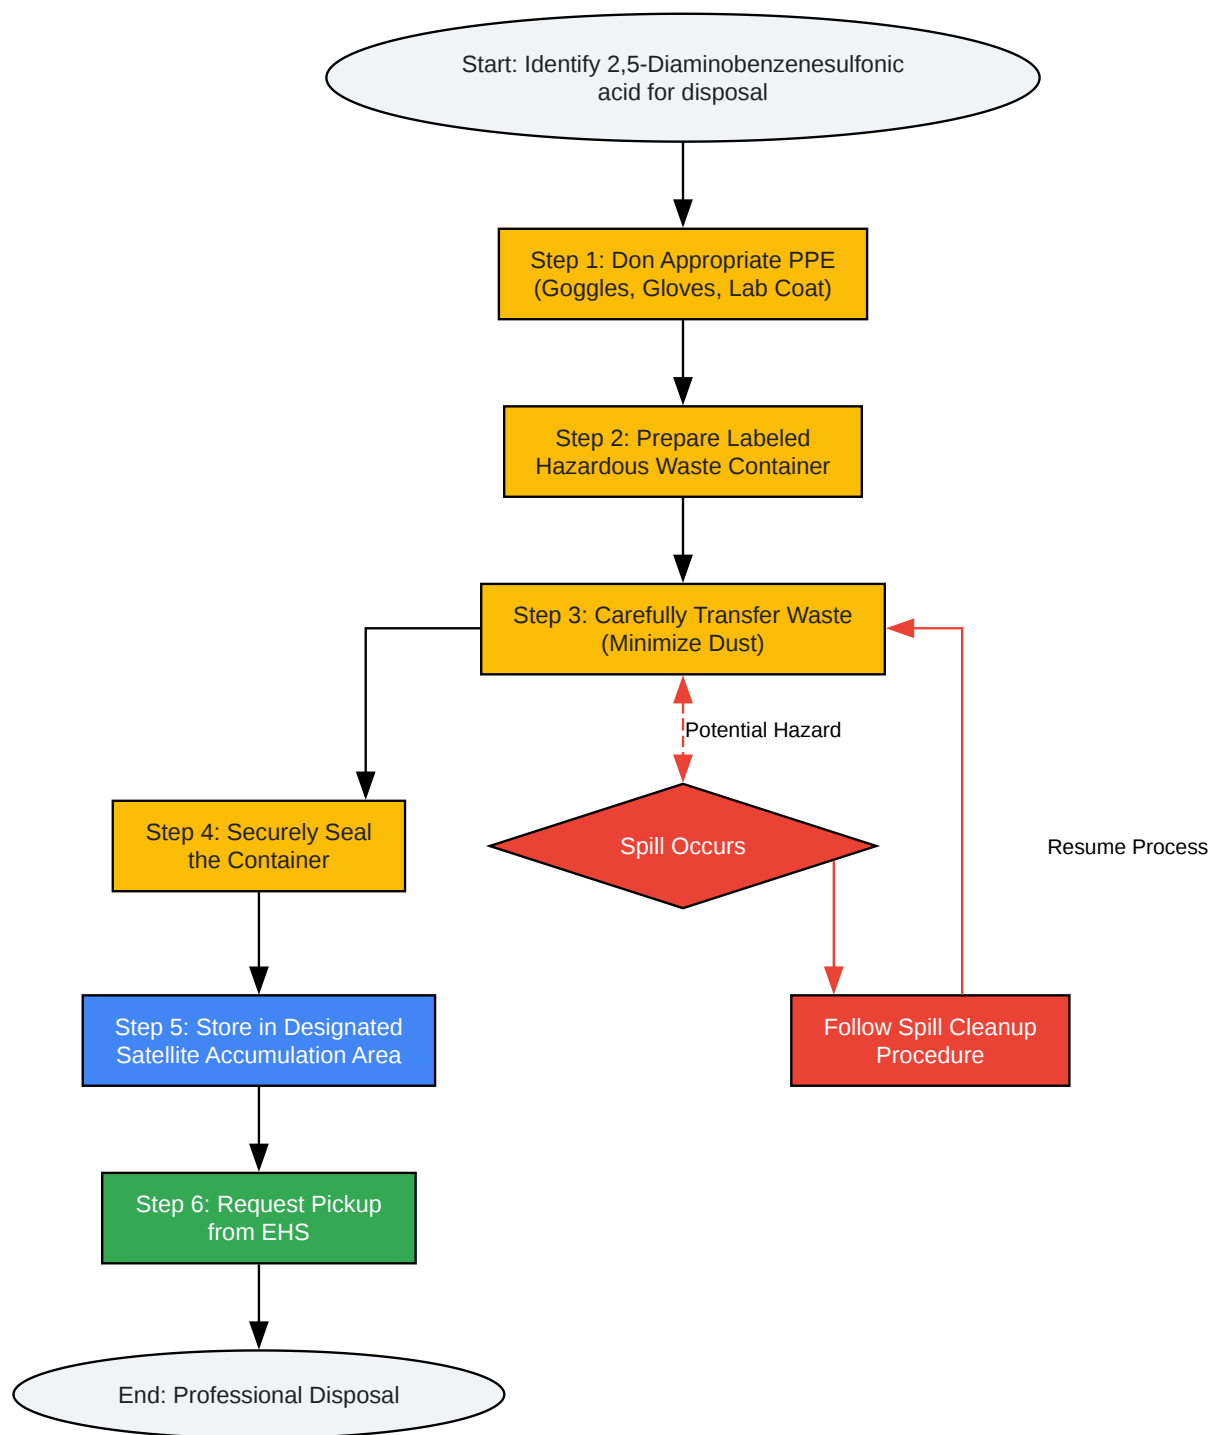 Start: Identify 2,5-Diaminobenzenesulfonic
acid for disposal
Step 1: Don Appropriate PPE
(Goggles, Gloves, Lab Coat)
Step 2: Prepare Labeled
Hazardous Waste Container
Step 3: Carefully Transfer Waste
(Minimize Dust)
Potential Hazard
Step 4: Securely Seal
the Container
Spill Occurs
Resume Process
Step 5: Store in Designated
Satellite Accumulation Area
Follow Spill Cleanup
Procedure
Step 6: Request Pickup
from EHS
End: Professional Disposal